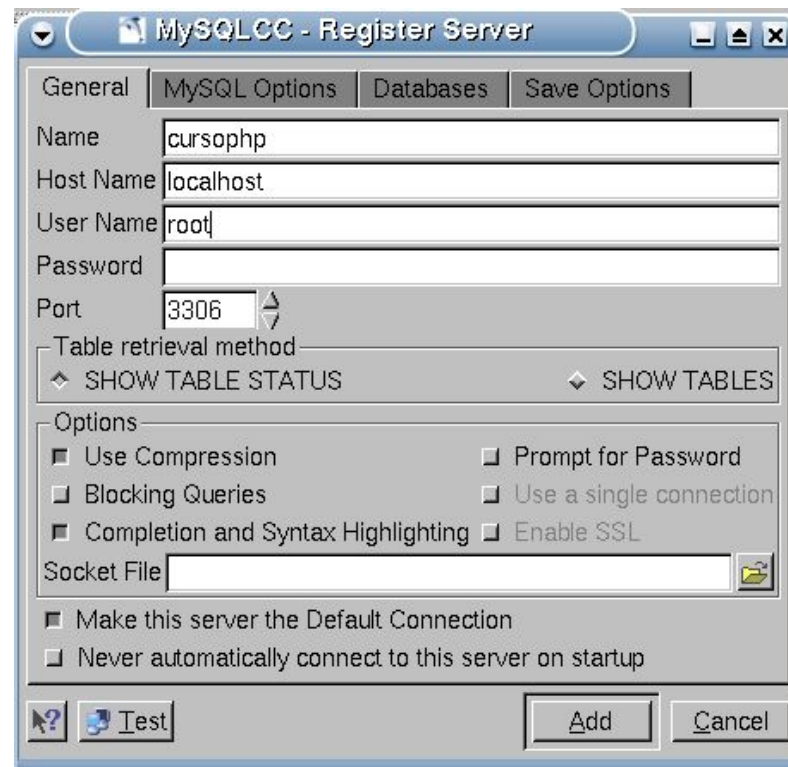 MySQLCC - Register Server
General MySQL Options Databases Save Options
Name cursophp
Host Name localhost
User Name root
Password
Port 3306
Table retrieval method
SHOW TABLE STATUS SHOW TABLES
Options
Use Compression Prompt for Password
Blocking Queries Use a single connection
Completion and Syntax Highlighting Enable SSL
Socket File
Make this server the Default Connection
Never automatically connect to this server on startup
? Test Add Cancel